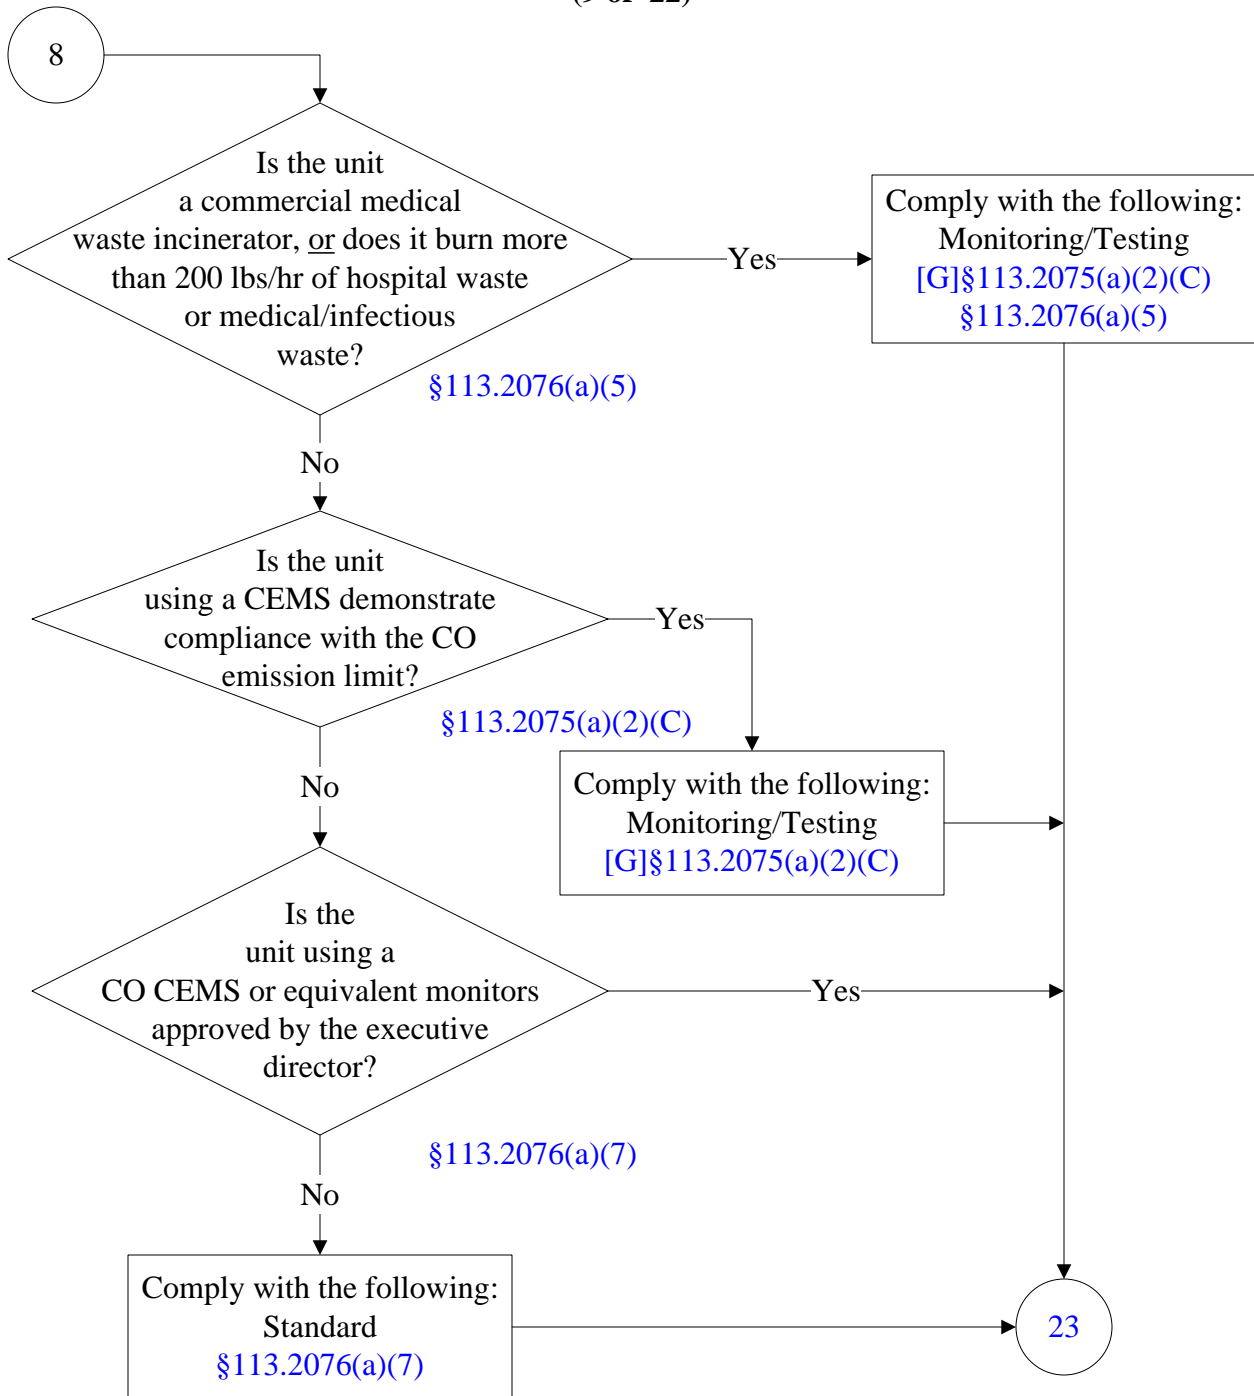 (9 of 22)
8
Is the unit
a commercial medical
waste incinerator, or does it burn more
than 200 lbs/hr of hospital waste
or medical/infectious
waste?
§113.2076(a)(5)
Yes
Comply with the following:
Monitoring/Testing
[G]§113.2075(a)(2)(C)
§113.2076(a)(5)
No
Is the unit
using a CEMS demonstrate
compliance with the CO
emission limit?
§113.2075(a)(2)(C)
Yes
Comply with the following:
Monitoring/Testing
[G]§113.2075(a)(2)(C)
No
Is the
unit using a
CO CEMS or equivalent monitors
approved by the executive
director?
§113.2076(a)(7)
Yes
No
Comply with the following:
Standard
§113.2076(a)(7)
23